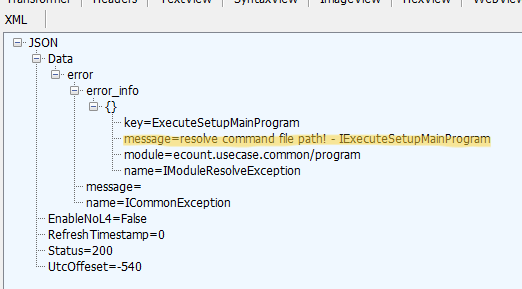 Transformer Headers TextView SyntaxView ImageView HexView
XML
JSON
Data
error
error_info
{}
key=ExecuteSetupMainProgram
message=resolve command file path! - IExecuteSetupMainProgram
module=ecount.usecase.common/program
name=IModuleResolveException
message=
name=ICommonException
EnableNoL4=False
RefreshTimestamp=0
Status=200
UtcOffeset=-540